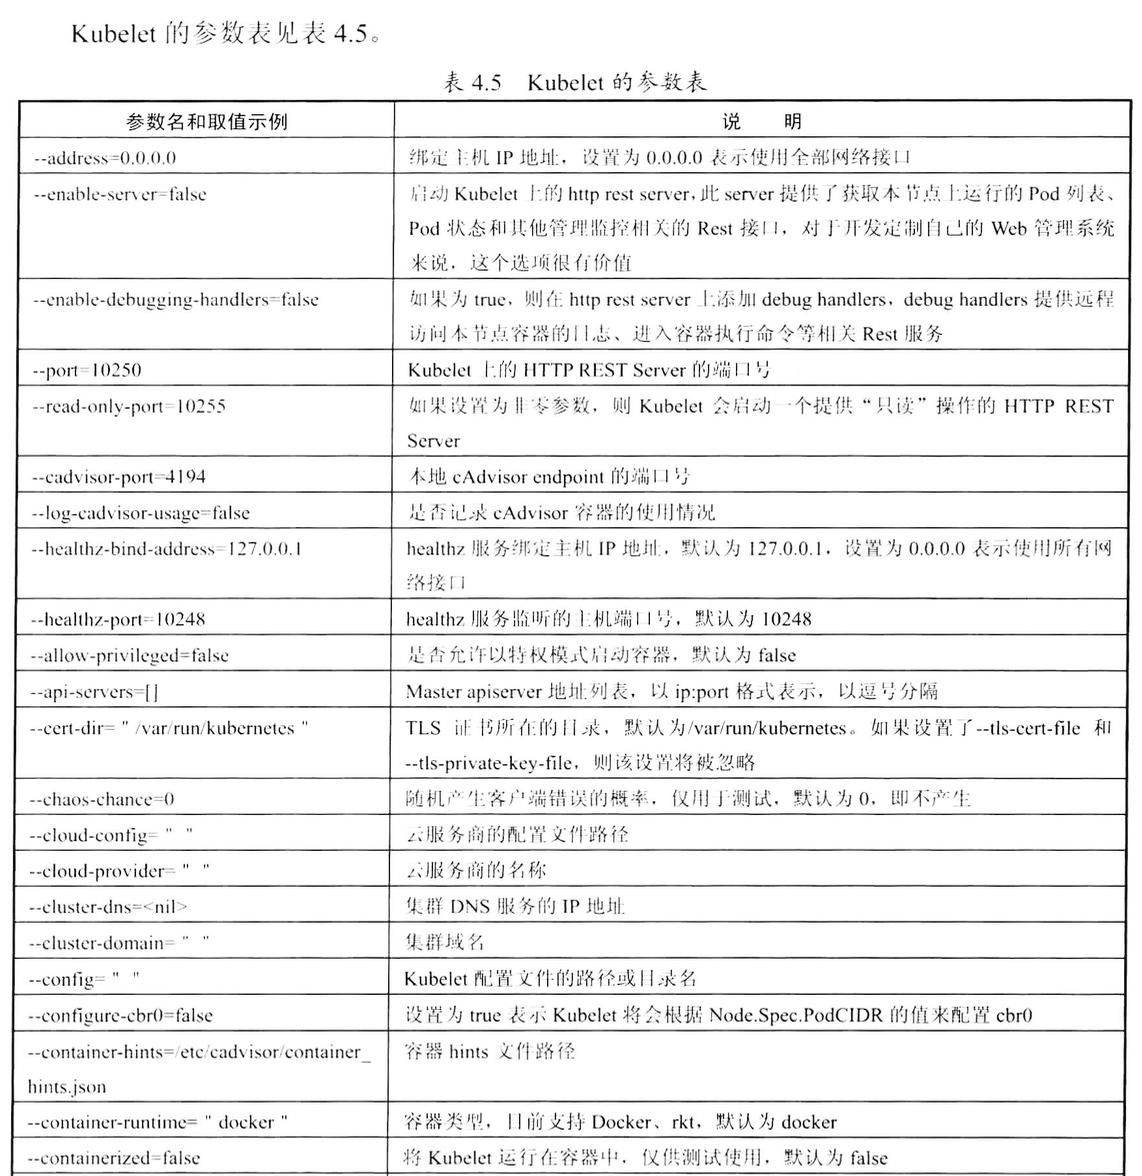 Kubelet 的参数表见表 4.5。
表 4.5 Kubelet 的参数表
参数名和取值示例 说 明
--address=0.0.0.0 绑定主机 IP 地址，设置为 0.0.0.0 表示使用全部网络接口
--enable-server=false 启动 Kubelet 上的 http rest server，此 server 提供了获取本节点上运行的 Pod 列表、
Pod 状态和其他管理监控相关的 Rest 接口，对于开发定制自己的 Web 管理系统
来说，这个选项很有价值
--enable-debugging-handlers=false 如果为 true，则在 http rest server 上添加 debug handlers，debug handlers 提供远程
访问本节点容器的日志、进入容器执行命令等相关 Rest 服务
--port=10250 Kubelet 上的 HTTP REST Server 的端口号
--read-only-port=10255 如果设置为非零参数，则 Kubelet 会启动一个提供“只读”操作的 HTTP REST
Server
--cadvisor-port=4194 本地 cAdvisor endpoint 的端口号
--log-cadvisor-usage=false 是否记录 cAdvisor 容器的使用情况
--healthz-bind-address=127.0.0.1 healthz 服务绑定主机 IP 地址，默认为 127.0.0.1，设置为 0.0.0.0 表示使用所有网
络接口
--healthz-port=10248 healthz 服务监听的主机端口号，默认为 10248
--allow-privileged=false 是否允许以特权模式启动容器，默认为 false
--api-servers=[] Master apiserver 地址列表，以 ip:port 格式表示，以逗号分隔
--cert-dir= " /var/run/kubernetes " TLS 证书所在的目录，默认为/var/run/kubernetes。如果设置了--tls-cert-file 和
--tls-private-key-file，则该设置将被忽略
--chaos-chance=0 随机产生客户端错误的概率，仅用于测试，默认为 0，即不产生
--cloud-config= " " 云服务商的配置文件路径
--cloud-provider= " " 云服务商的名称
--cluster-dns=<nil> 集群 DNS 服务的 IP 地址
--cluster-domain= " " 集群域名
--config= " " Kubelet 配置文件的路径或目录名
--configure-cbr0=false 设置为 true 表示 Kubelet 将会根据 Node.Spec.PodCIDR 的值来配置 cbr0
--container-hints=/etc/cadvisor/container_ 容器 hints 文件路径
hints.json
--container-runtime= " docker " 容器类型，目前支持 Docker、rkt，默认为 docker
--containerized=false 将 Kubelet 运行在容器中，仅供测试使用，默认为 false